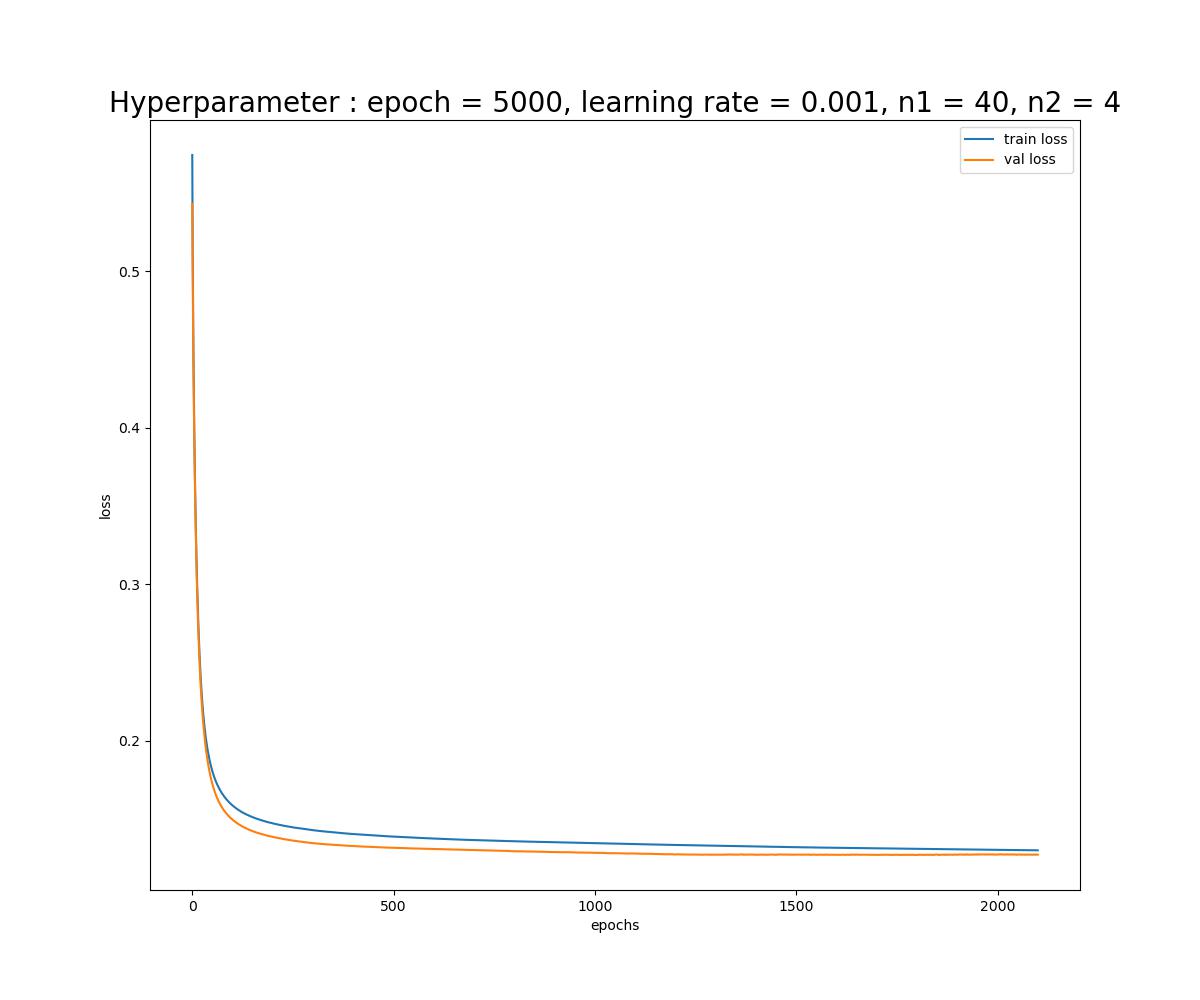 Hyperparameter : epoch = 5000, learning rate = 0.001, n1 = 40, n2 = 4
train loss
val loss
0.5
0.4
loss
0.3
0.2
0
500
1000
1500
2000
epochs